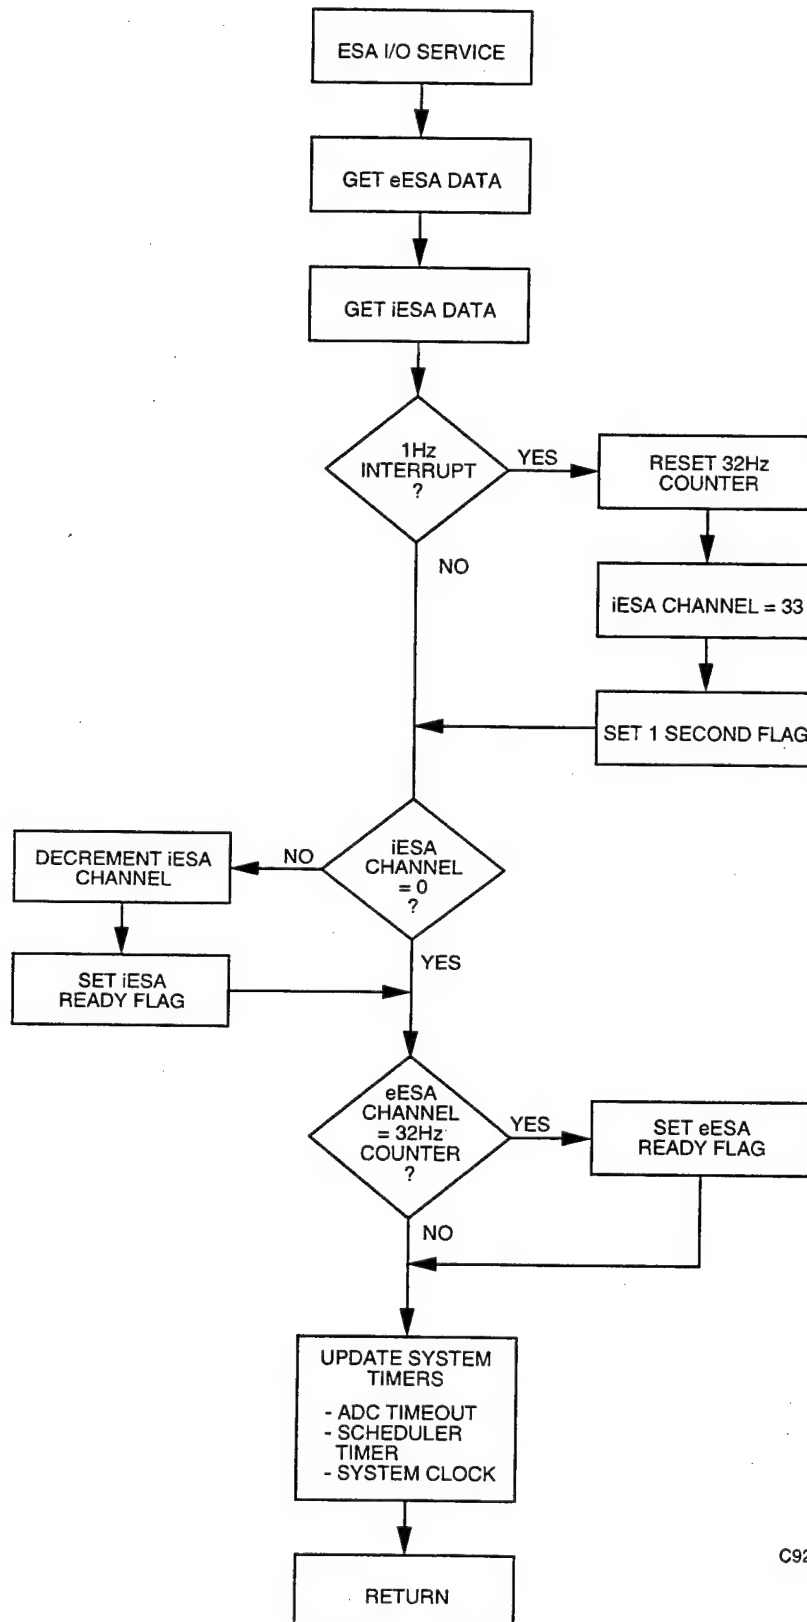 ESA I/O SERVICE
GET eESA DATA
GET iESA DATA
1Hz
INTERRUPT
?
YES
RESET 32Hz
COUNTER
NO
iESA CHANNEL = 33
SET 1 SECOND FLAG
iESA
CHANNEL
= 0
?
NO
DECREMENT iESA
CHANNEL
YES
SET iESA
READY FLAG
eESA
CHANNEL
= 32Hz
COUNTER
?
YES
SET eESA
READY FLAG
NO
UPDATE SYSTEM
TIMERS
- ADC TIMEOUT
- SCHEDULER
TIMER
- SYSTEM CLOCK
RETURN
C92